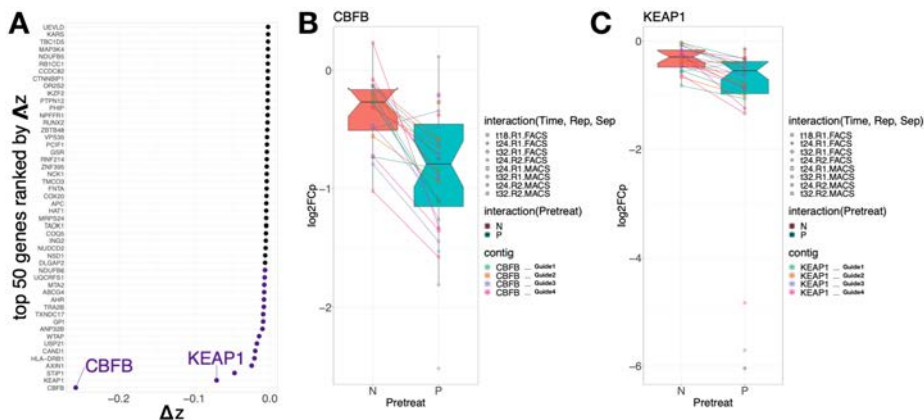 A
top 50 genes ranked by Δz
UEVLD
KARS
TBC1D5
MAP3K4
NDUFB5
RB1CC1
CCDC82
CTNNBIP1
OR2S2
IKZF2
PTPN12
PHIP
NPFFR1
RUNX2
ZBTB48
VPS35
PCIF1
GSR
RNF214
ZNF395
NCK1
TMCO3
FNTA
COX20
APC
HAT1
MRPS24
TAOK1
COQ5
ING2
NUDCD2
NSD1
DLGAP2
NDUFB6
UQCRFS1
MTA2
ABCG4
AHR
TRA2B
TXNDC17
GPI
ANP32B
WTAP
USP21
CAND1
HLA-DRB1
AXIN1
STIP1
KEAP1
CBFB
CBFB
KEAP1
−0.2
−0.1
0.0
Δz
B
CBFB
log2FCp
0
−1
−2
N
P
Pretreat
interaction(Time, Rep, Sep
t18.R1.FACS
t24.R1.FACS
t32.R1.FACS
t24.R2.FACS
t32.R2.FACS
t24.R1.MACS
t32.R1.MACS
t24.R2.MACS
t32.R2.MACS
interaction(Pretreat)
N
P
contig
CBFB ... Guide1
CBFB ... Guide2
CBFB ... Guide3
CBFB ... Guide4
C
KEAP1
log2FCp
0
−2
−4
−6
N
P
Pretreat
interaction(Time, Rep, Sep
t18.R1.FACS
t24.R1.FACS
t32.R1.FACS
t24.R2.FACS
t32.R2.FACS
t24.R1.MACS
t32.R1.MACS
t24.R2.MACS
t32.R2.MACS
interaction(Pretreat)
N
P
contig
KEAP1 ... Guide1
KEAP1 ... Guide2
KEAP1 ... Guide3
KEAP1 ... Guide4